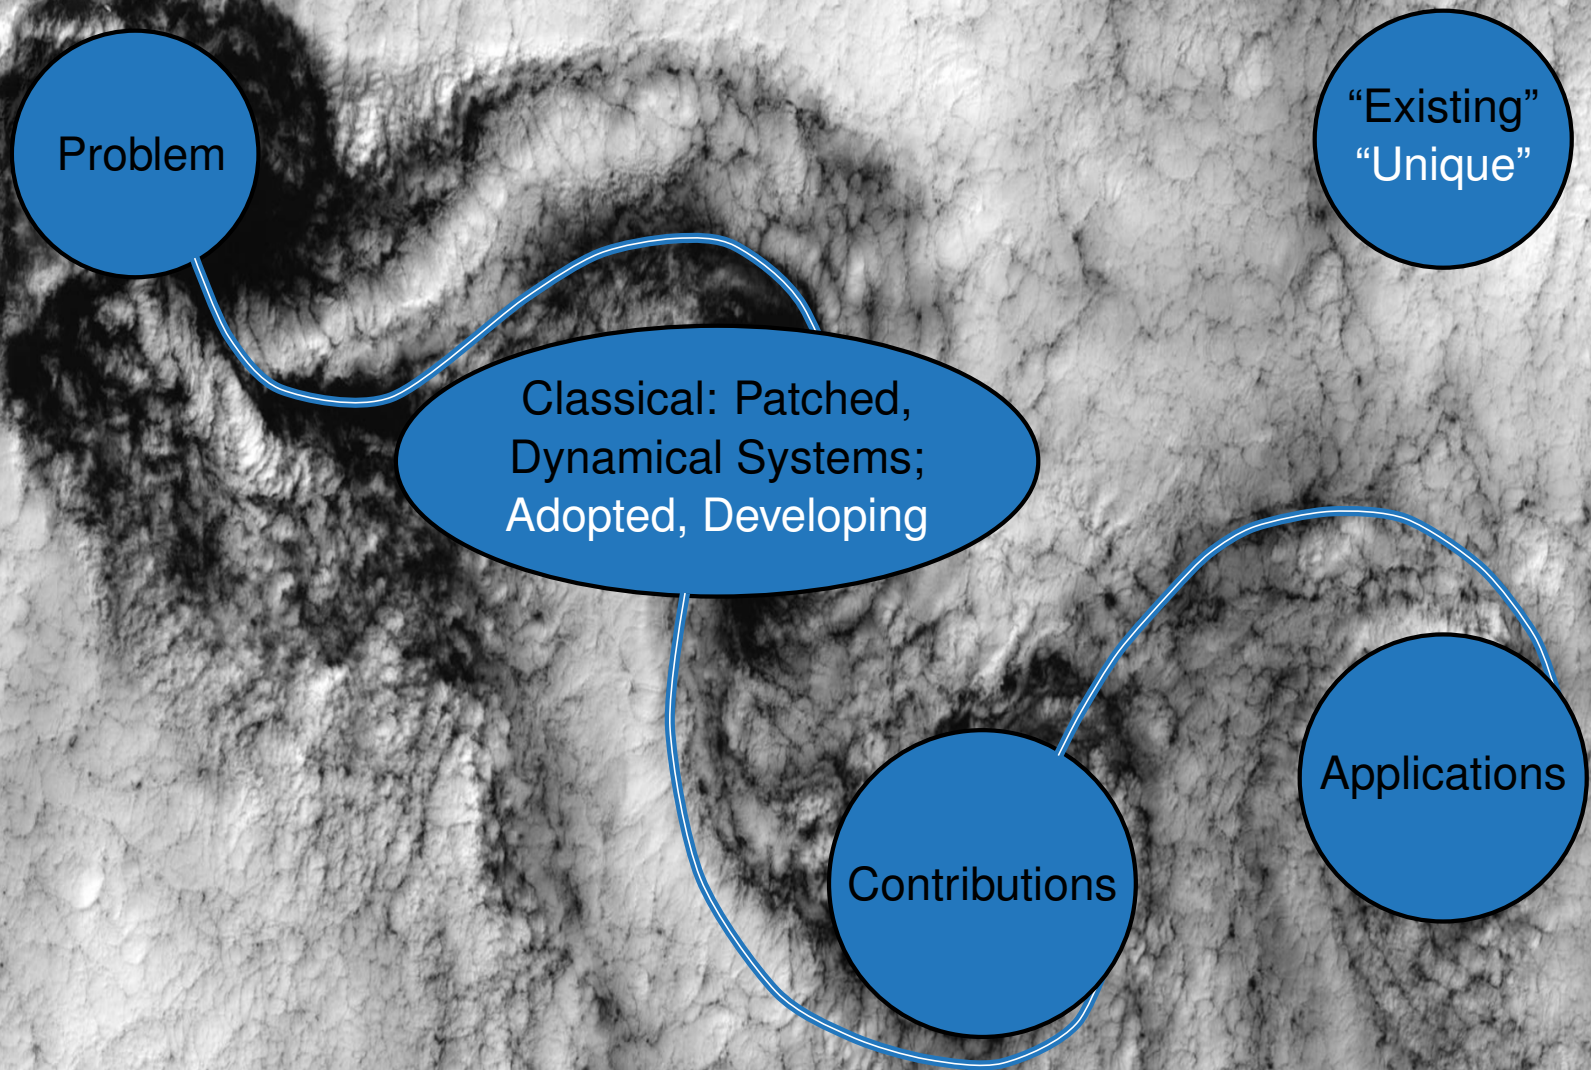 Problem
“Existing”
“Unique”
Classical: Patched,
Dynamical Systems;
Adopted, Developing
Contributions
Applications